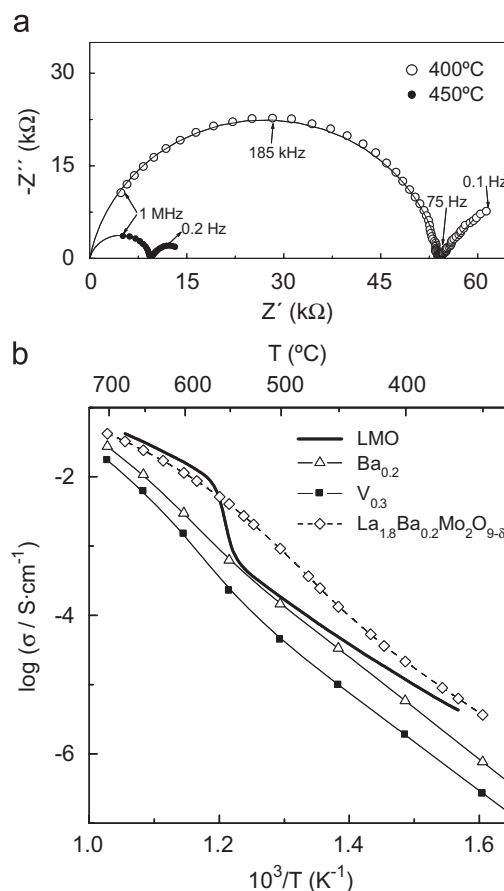 a
30
400ºC
450ºC
-Z´´ (kΩ)
15
0
185 kHz
1 MHz
0.2 Hz
75 Hz
0.1 Hz
0 15 30 45 60
Z´ (kΩ)
b
T (ºC)
700 600 500 400
LMO
Ba0.2
V0.3
La1.8Ba0.2Mo2O9-δ
log (σ / S·cm-1)
-2
-4
-6
1.0 1.2 1.4 1.6
10³/T (K-1)